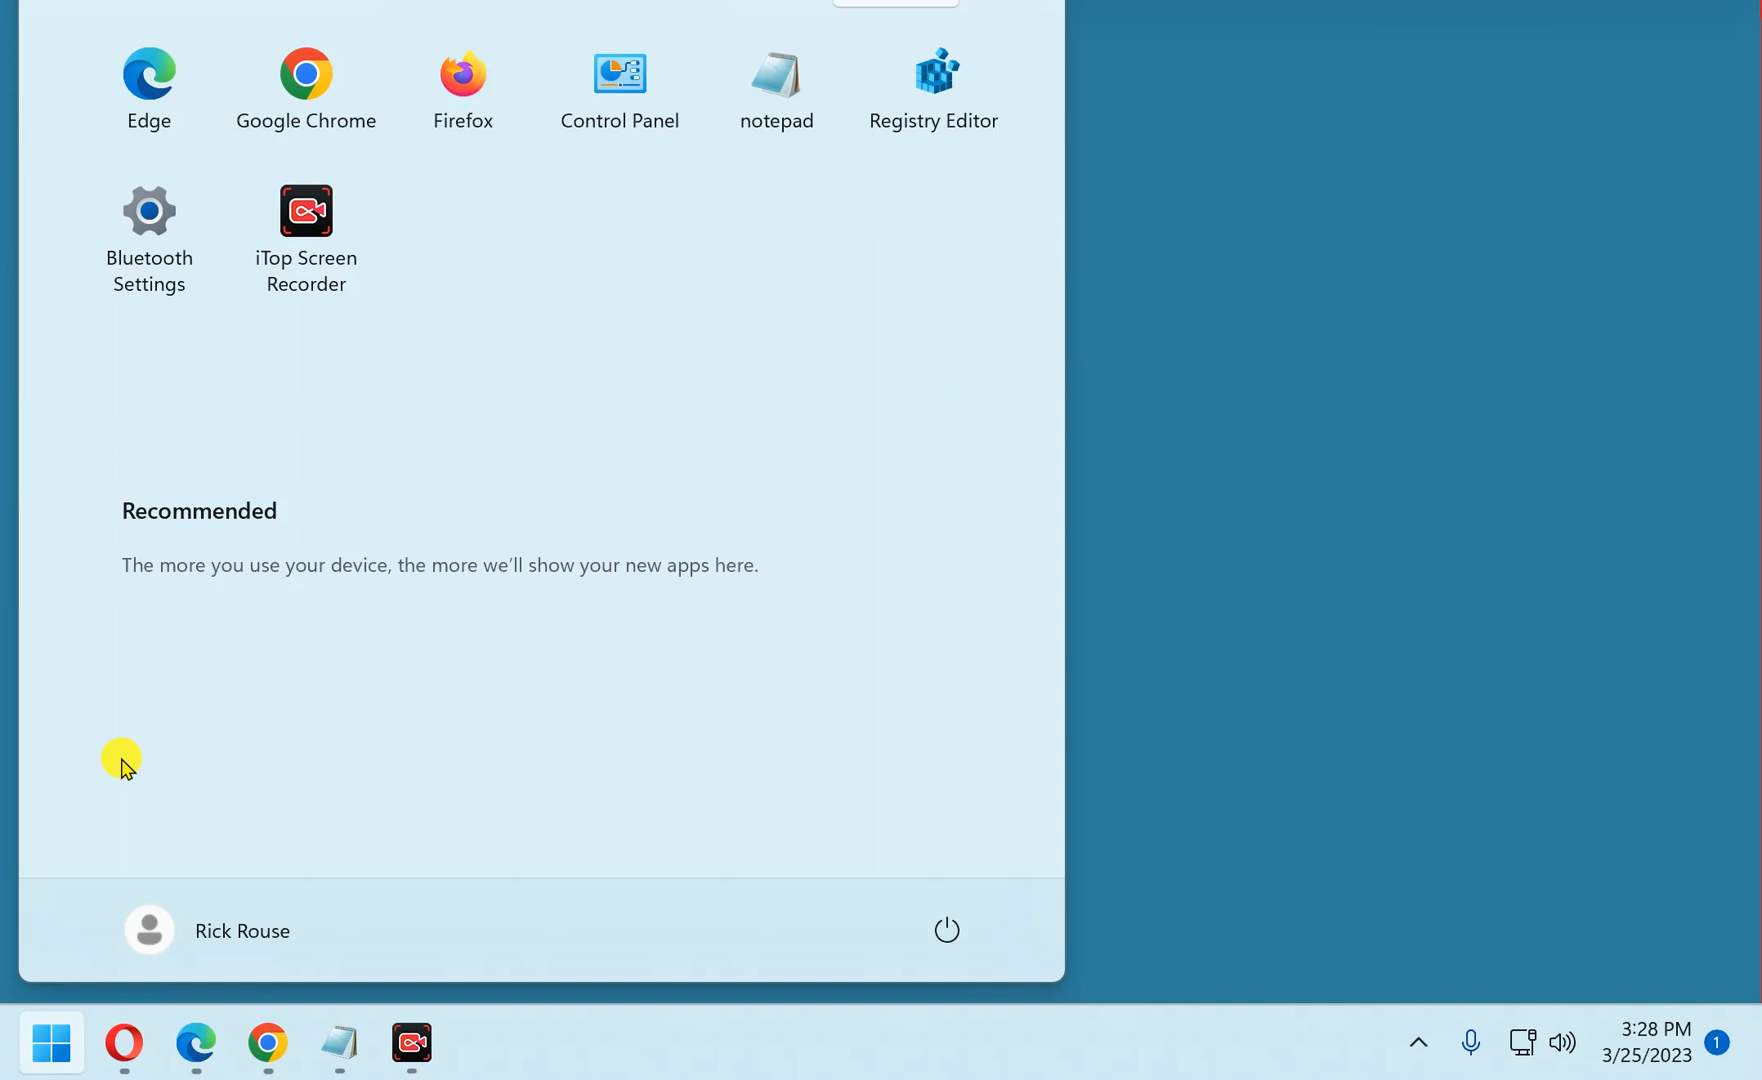 Edge
Google Chrome
Firefox
Control Panel
notepad
Registry Editor
Bluetooth
Settings
iTop Screen
Recorder
Recommended
The more you use your device, the more we'll show your new apps here.
Rick Rouse
3:28 PM
3/25/2023
1